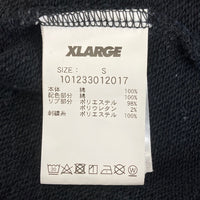 XLARGE
SIZE : S
101233012017
本体 綿 100%
配色部分 綿 100%
リブ部分 ポリエステル 98%
ポリウレタン 2%
刺繍糸 ポリエステル 100%